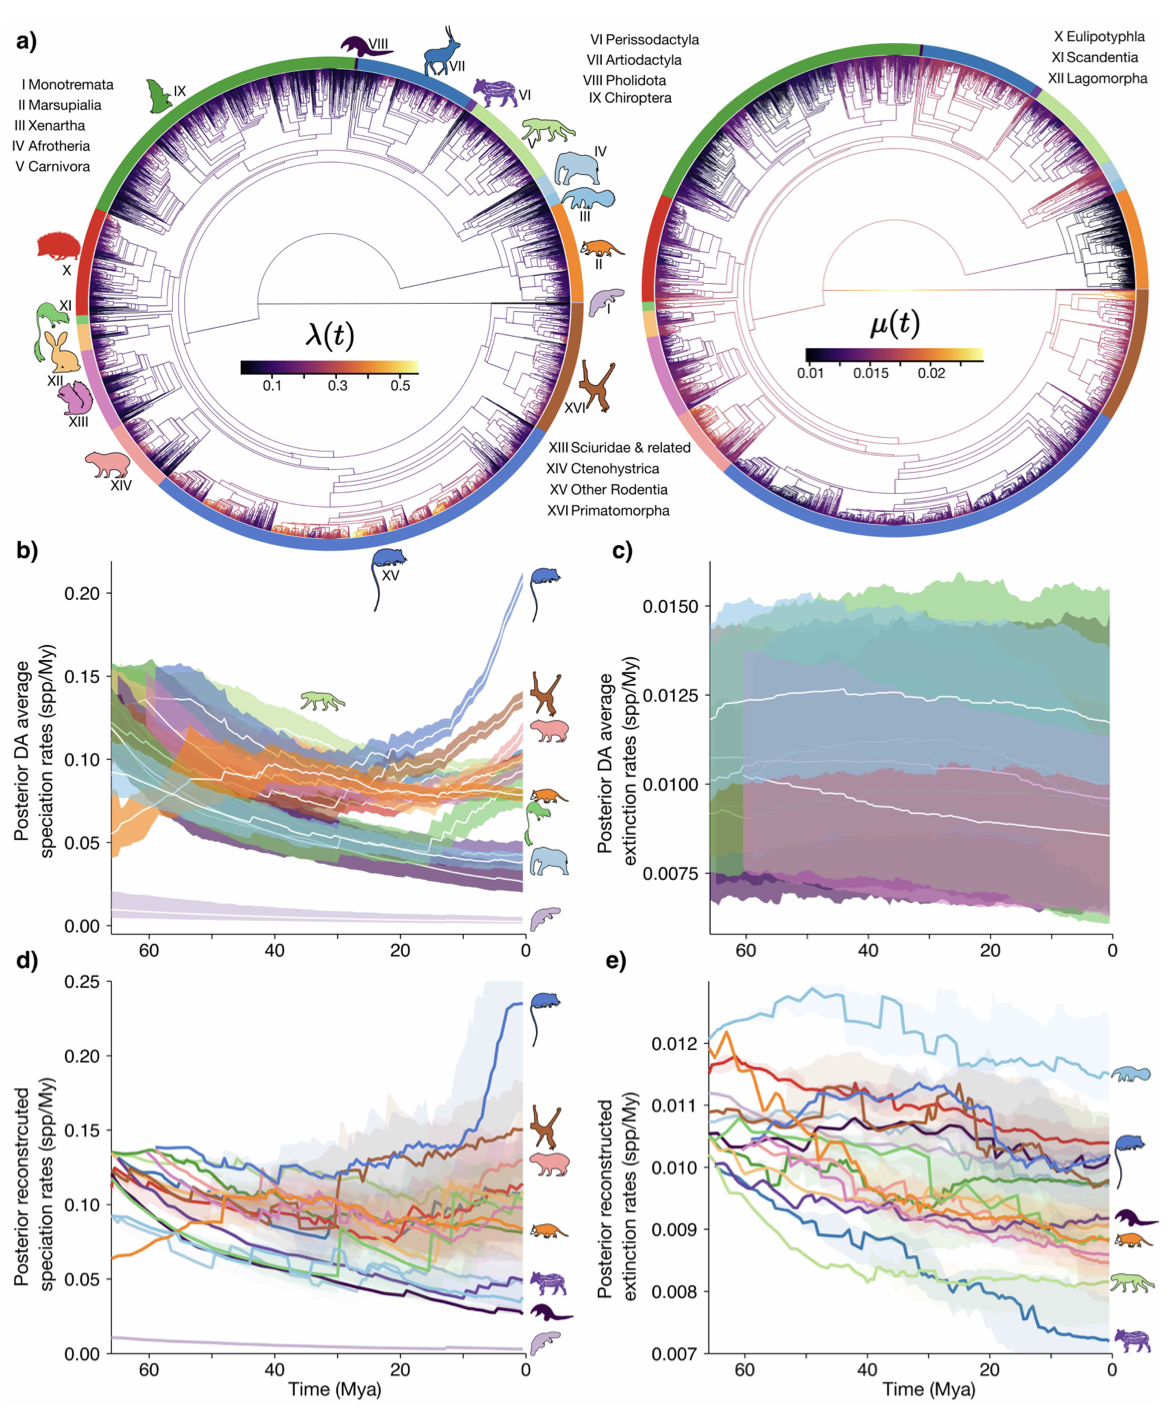 a)
I Monotremata
II Marsupialia
III Xenartha
IV Afrotheria
V Carnivora
VI Perissodactyla
VII Artiodactyla
VIII Pholidota
IX Chiroptera
X Eulipotyphla
XI Scandentia
XII Lagomorpha
XIII Sciuridae & related
XIV Ctenohystrica
XV Other Rodentia
XVI Primatomorpha
VIII
VII
VI
V
IV
III
II
I
IX
X
XI
XII
XIII
XIV
XV
XVI
λ(t)
0.1 0.3 0.5
μ(t)
0.01 0.015 0.02
b)
Posterior DA average
speciation rates (spp/My)
0.20
0.15
0.10
0.05
0.00
60 40 20 0
c)
Posterior DA average
extinction rates (spp/My)
0.0150
0.0125
0.0100
0.0075
60 40 20 0
d)
Posterior reconstrcuted
speciation rates (spp/My)
0.25
0.20
0.15
0.10
0.05
0.00
60 40 20 0
Time (Mya)
e)
Posterior reconstructed
extinction rates (spp/My)
0.012
0.011
0.010
0.009
0.008
0.007
60 40 20 0
Time (Mya)